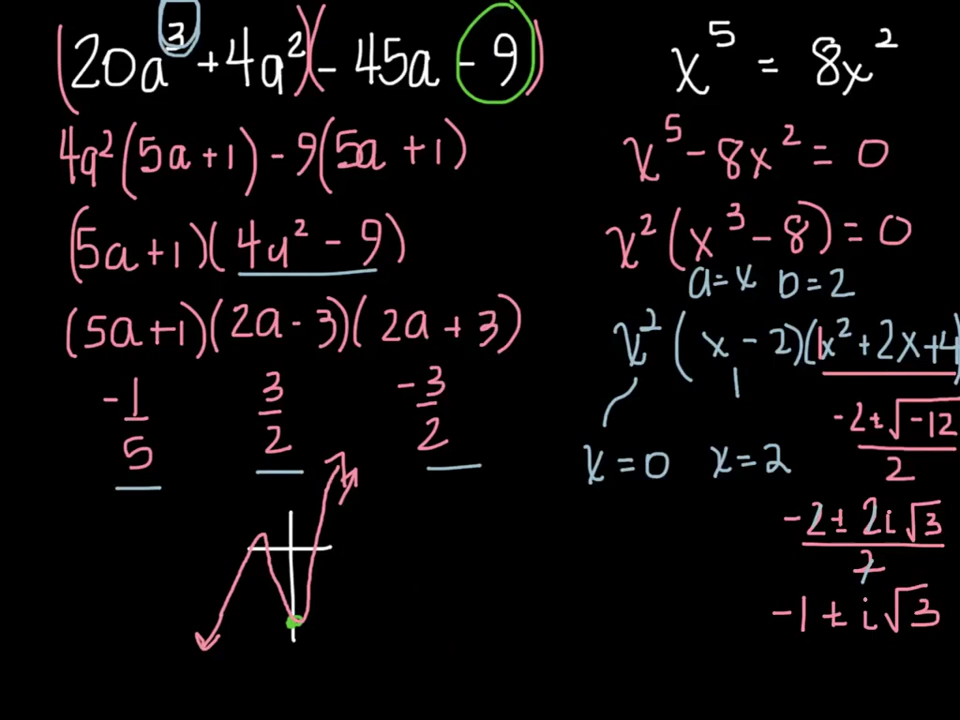 (20a³ + 4a²)(- 45a - 9)
4a²(5a + 1) - 9(5a + 1)
(5a + 1)(4a² - 9)
(5a + 1)(2a - 3)(2a + 3)
-1/5 3/2 -3/2
x⁵ = 8x²
x⁵ - 8x² = 0
x²(x³ - 8) = 0
a = x b = 2
x²(x - 2)(x² + 2x + 4)
x = 0 x = 2
-2 ± √-12
2
-2 ± 2i√3
2
-1 ± i√3